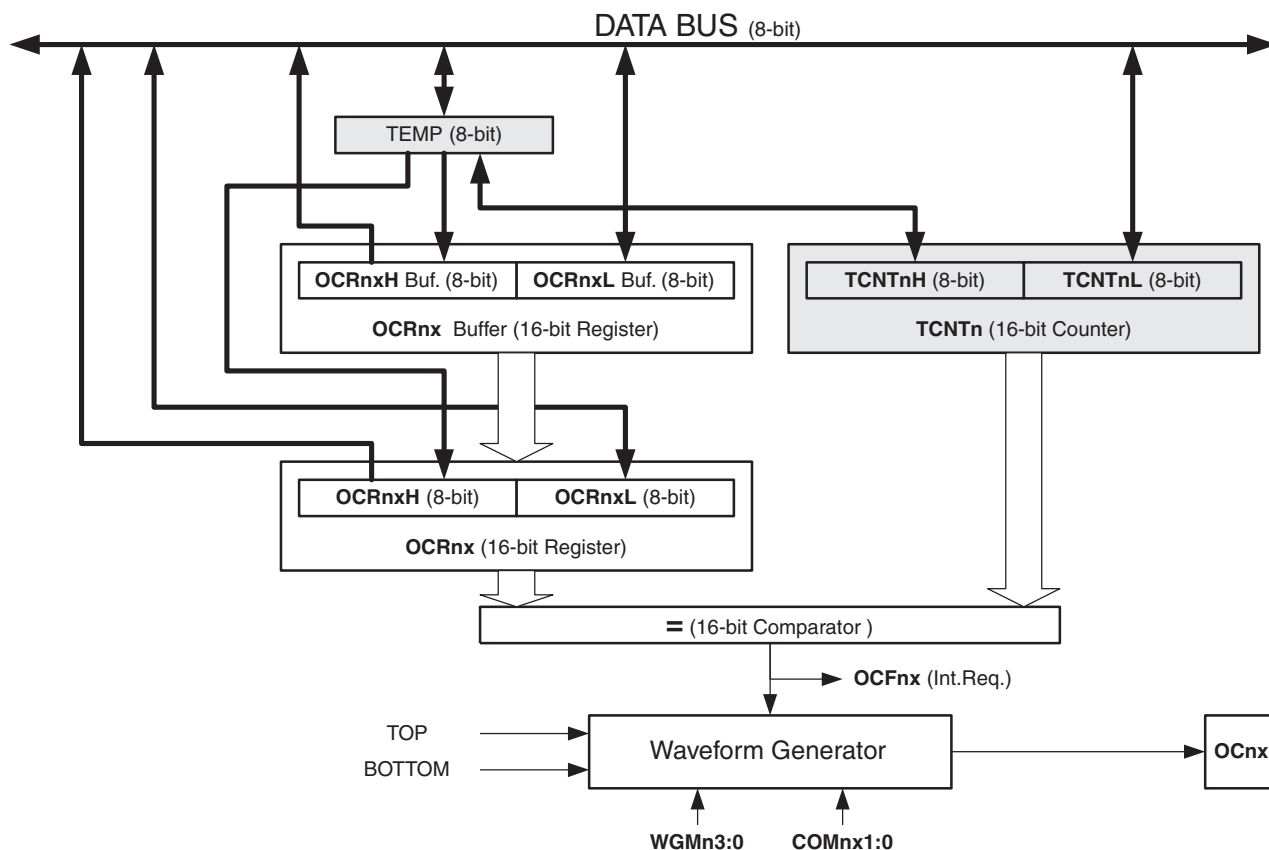 DATA BUS (8-bit)
TEMP (8-bit)
OCRnxH Buf. (8-bit)
OCRnxL Buf. (8-bit)
OCRnx Buffer (16-bit Register)
TCNTnH (8-bit)
TCNTnL (8-bit)
TCNTn (16-bit Counter)
OCRnxH (8-bit)
OCRnxL (8-bit)
OCRnx (16-bit Register)
= (16-bit Comparator )
OCFnx (Int.Req.)
TOP
BOTTOM
Waveform Generator
OCnx
WGMn3:0
COMnx1:0